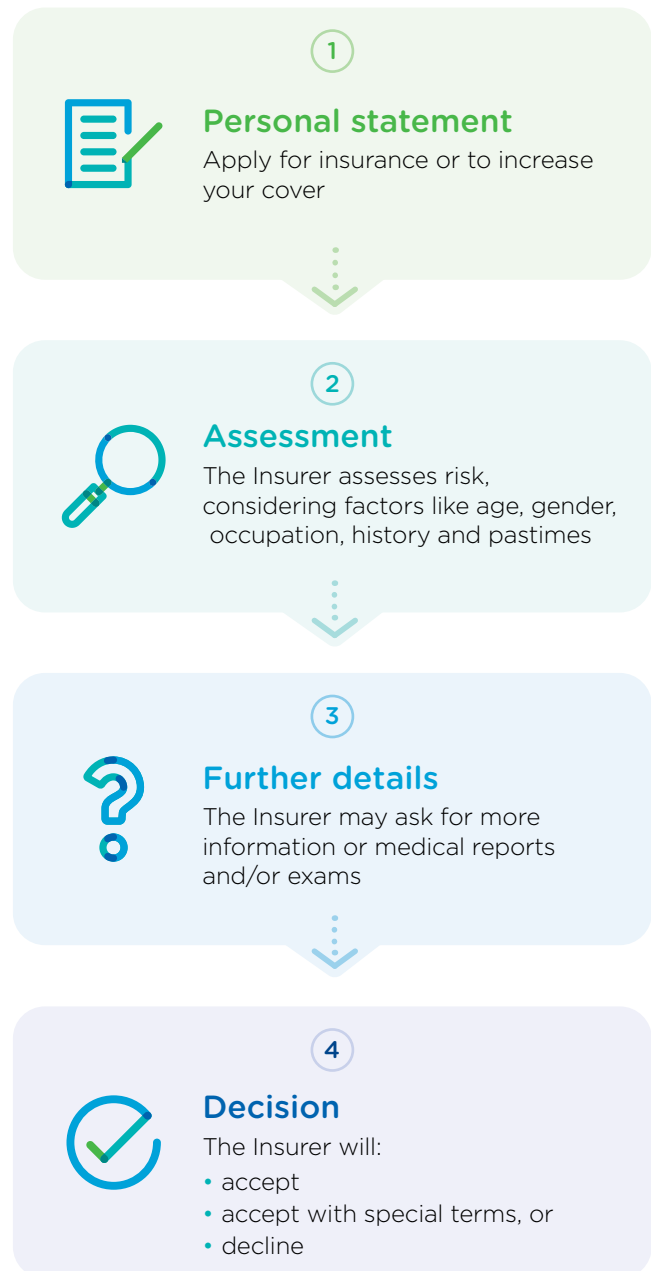 1
Personal statement
Apply for insurance or to increase
your cover
2
Assessment
The Insurer assesses risk,
considering factors like age, gender,
occupation, history and pastimes
3
Further details
The Insurer may ask for more
information or medical reports
and/or exams
4
Decision
The Insurer will:
• accept
• accept with special terms, or
• decline